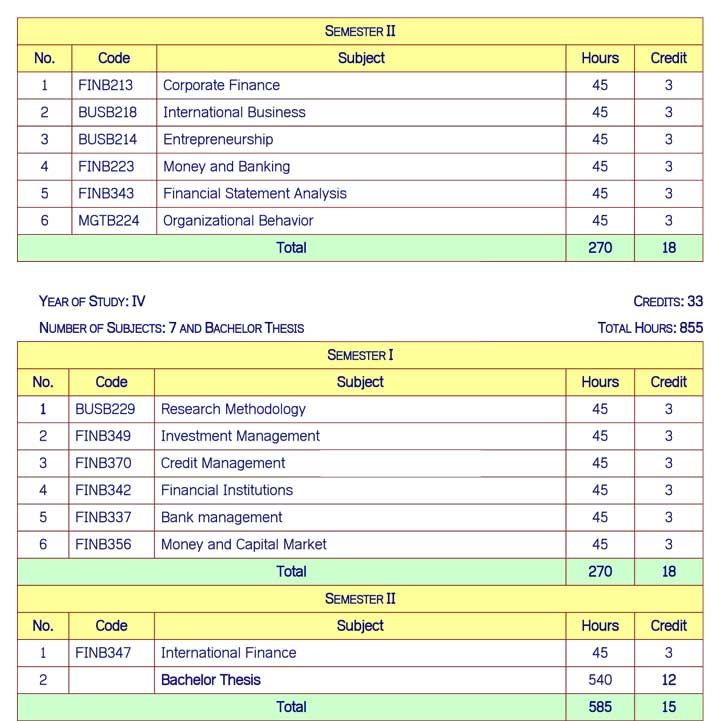 SEMESTER II
No. Code Subject Hours Credit
1 FINB213 Corporate Finance 45 3
2 BUSB218 International Business 45 3
3 BUSB214 Entrepreneurship 45 3
4 FINB223 Money and Banking 45 3
5 FINB343 Financial Statement Analysis 45 3
6 MGTB224 Organizational Behavior 45 3
Total 270 18
YEAR OF STUDY: IV CREDITS: 33
NUMBER OF SUBJECTS: 7 AND BACHELOR THESIS TOTAL HOURS: 855
SEMESTER I
No. Code Subject Hours Credit
1 BUSB229 Research Methodology 45 3
2 FINB349 Investment Management 45 3
3 FINB370 Credit Management 45 3
4 FINB342 Financial Institutions 45 3
5 FINB337 Bank management 45 3
6 FINB356 Money and Capital Market 45 3
Total 270 18
SEMESTER II
No. Code Subject Hours Credit
1 FINB347 International Finance 45 3
2 Bachelor Thesis 540 12
Total 585 15